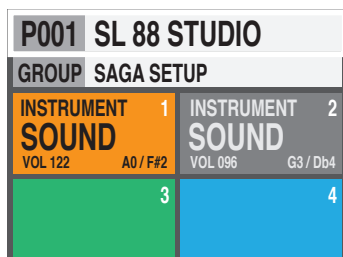 P001 SL 88 STUDIO
GROUP SAGA SETUP
INSTRUMENT 1
SOUND
VOL 122 A0 / F#2
INSTRUMENT 2
SOUND
VOL 096 G3 / Db4
3
4